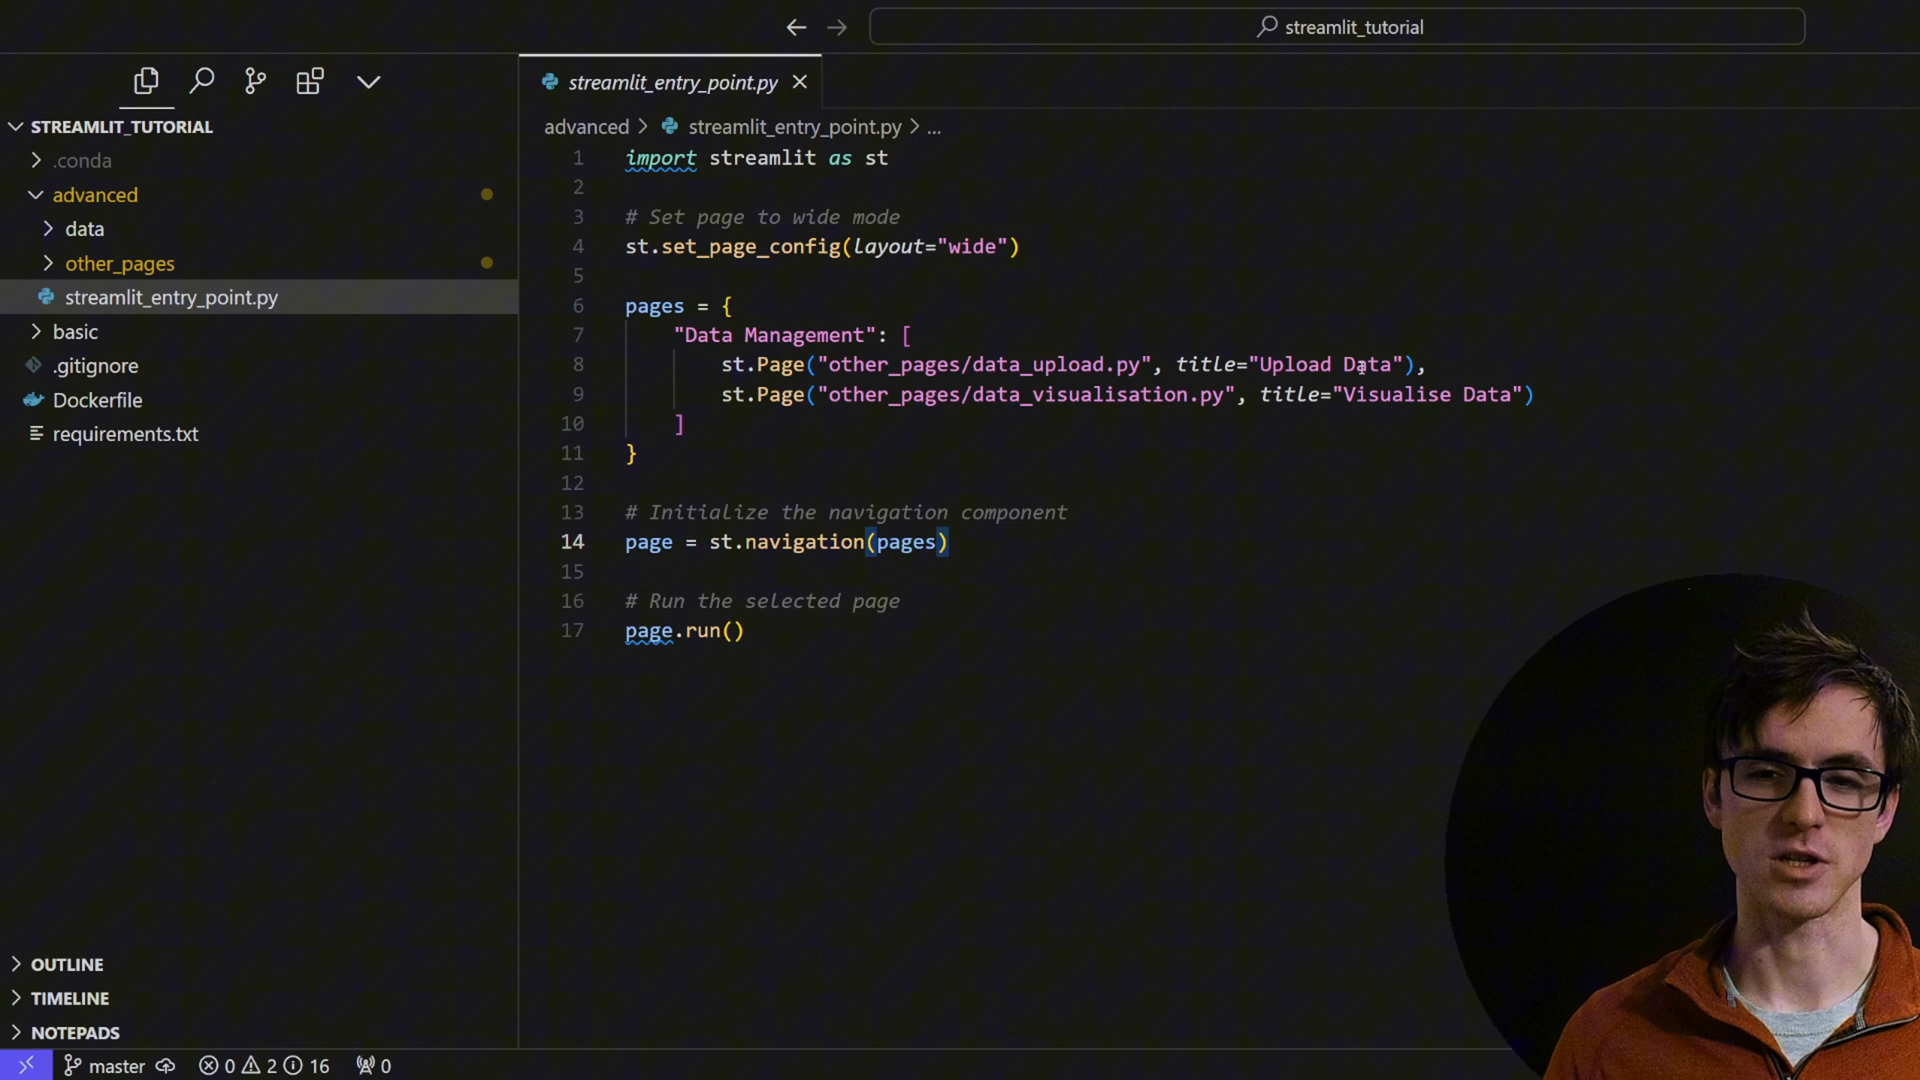 streamlit_tutorial
streamlit_entry_point.py
STREAMLIT_TUTORIAL
.conda
advanced
data
other_pages
streamlit_entry_point.py
basic
.gitignore
Dockerfile
requirements.txt
OUTLINE
TIMELINE
NOTEPADS
advanced > streamlit_entry_point.py > ...
1 import streamlit as st
2
3 # Set page to wide mode
4 st.set_page_config(layout="wide")
5
6 pages = {
7 "Data Management": [
8 st.Page("other_pages/data_upload.py", title="Upload Data"),
9 st.Page("other_pages/data_visualisation.py", title="Visualise Data")
10 ]
11 }
12
13 # Initialize the navigation component
14 page = st.navigation(pages)
15
16 # Run the selected page
17 page.run()
master 0 2 16 0